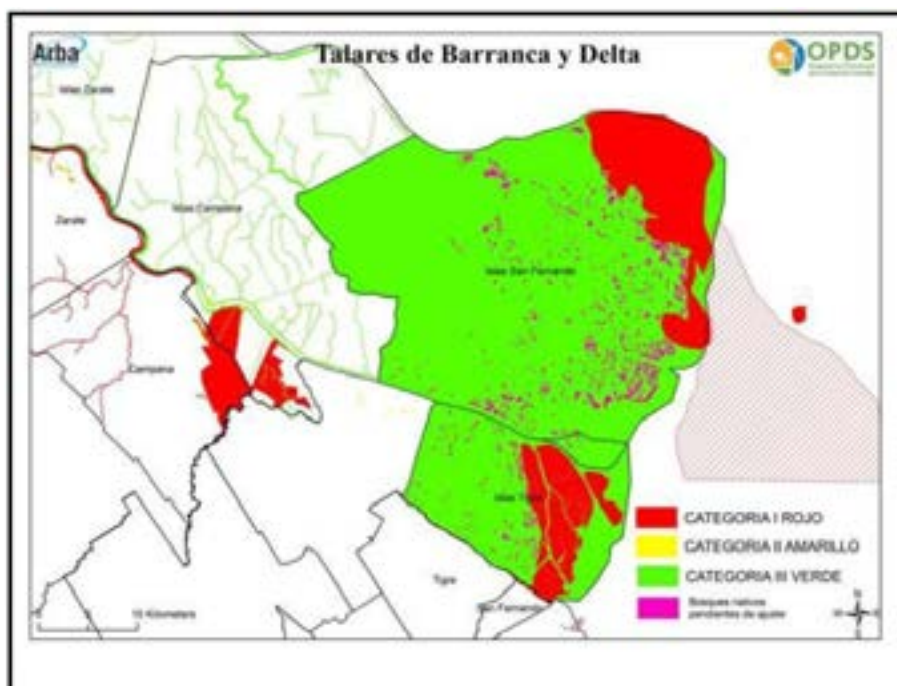 Arba
Talares de Barranca y Delta
OPDS
Islas Zarate
Zarate
Islas Campana
Islas San Fernando
Campana
Islas Tigre
Tigre
San Fernando
CATEGORIA I ROJO
CATEGORIA II AMARILLO
CATEGORIA III VERDE
Bosques nativos
pendientes de ajuste
10 Kilometers